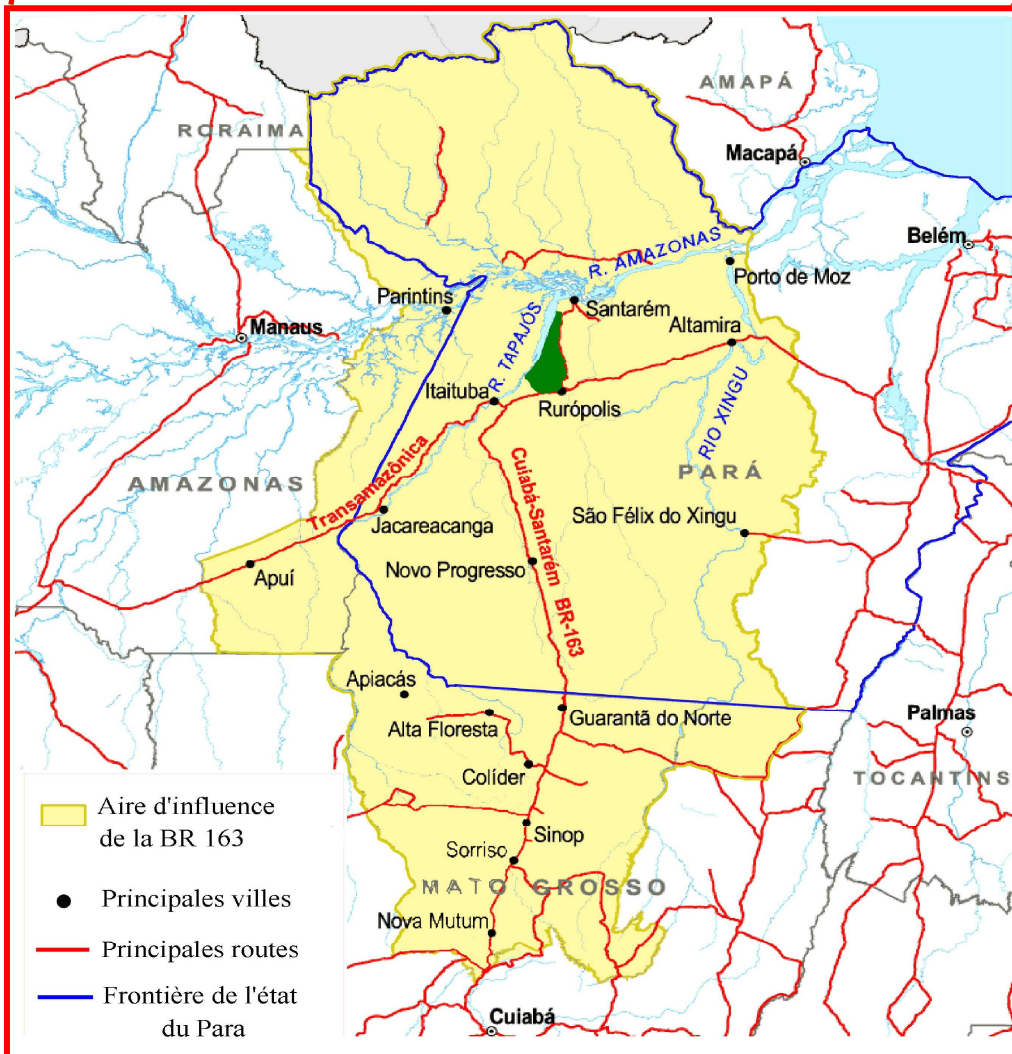 AMAPÁ
RORAIMA
Macapá
Belém
R. AMAZONAS
Porto de Moz
Parintins
Santarém
Manaus
Altamira
R. TAPAJÓS
Itaituba
Rurópolis
RIO XINGU
PARÁ
Transamazônica
AMAZONAS
Cuiabá-Santarém BR-163
Jacareacanga
São Félix do Xingu
Apuí
Novo Progresso
Apiacás
Guarantã do Norte
Alta Floresta
Palmas
Colíder
TOCANTINS
Aire d'influence
de la BR 163
Sinop
Sorriso
MATO GROSSO
Principales villes
Nova Mutum
Principales routes
Frontière de l'état
du Para
Cuiabá